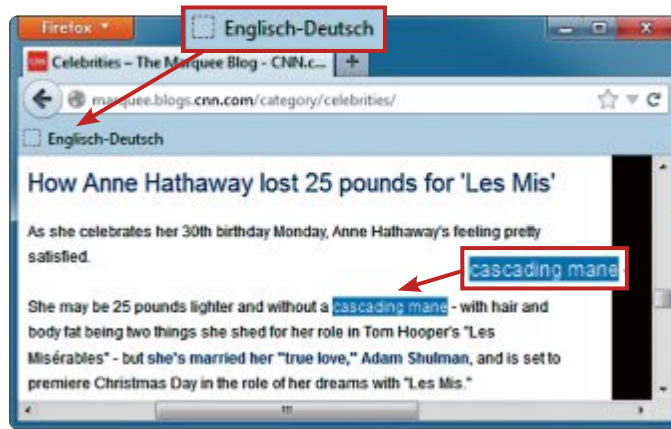 Firefox
Englisch-Deutsch
Celebrities – The Marquee Blog - CNN.c...
marquee.blogs.cnn.com/category/celebrities/
Englisch-Deutsch
How Anne Hathaway lost 25 pounds for 'Les Mis'
As she celebrates her 30th birthday Monday, Anne Hathaway's feeling pretty
satisfied.
cascading mane
She may be 25 pounds lighter and without a cascading mane - with hair and
body fat being two things she shed for her role in Tom Hooper's "Les
Misérables" - but she's married her "true love," Adam Shulman, and is set to
premiere Christmas Day in the role of her dreams with "Les Mis."